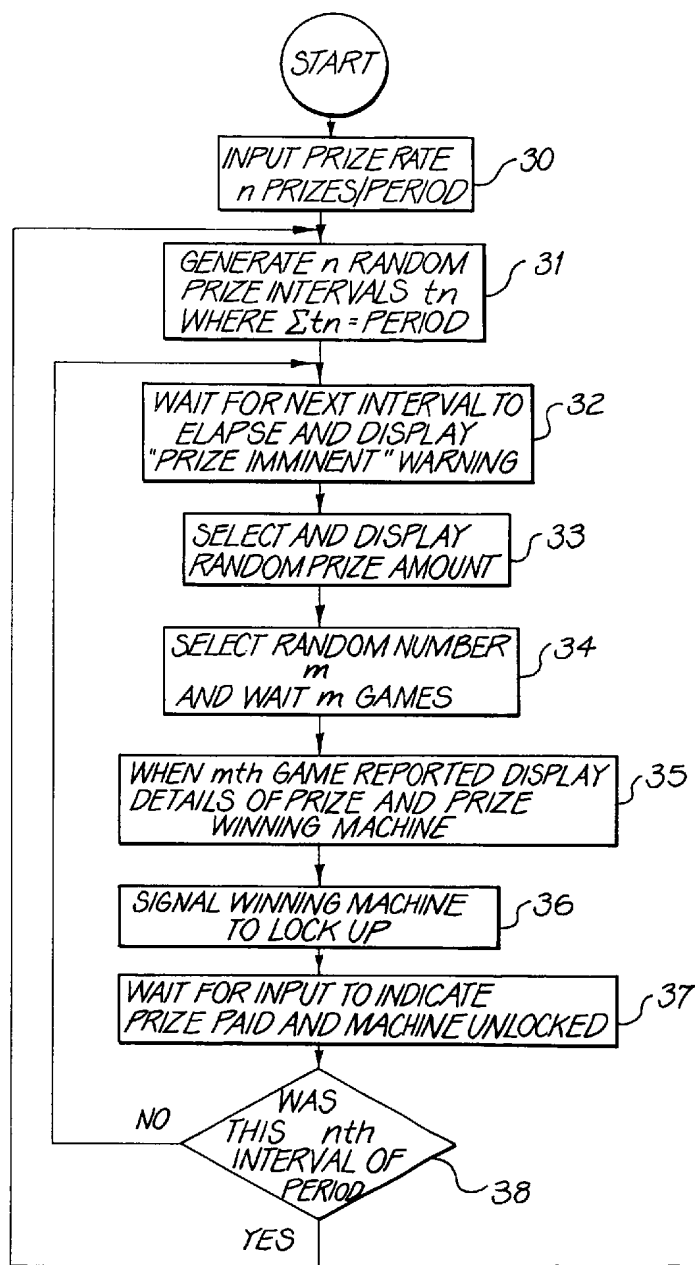 START
INPUT PRIZE RATE
n PRIZES/PERIOD
30
GENERATE n RANDOM
PRIZE INTERVALS tn
WHERE Σtn = PERIOD
31
WAIT FOR NEXT INTERVAL TO
ELAPSE AND DISPLAY
"PRIZE IMMINENT" WARNING
32
SELECT AND DISPLAY
RANDOM PRIZE AMOUNT
33
SELECT RANDOM NUMBER
m
AND WAIT m GAMES
34
WHEN mth GAME REPORTED DISPLAY
DETAILS OF PRIZE AND PRIZE
WINNING MACHINE
35
SIGNAL WINNING MACHINE
TO LOCK UP
36
WAIT FOR INPUT TO INDICATE
PRIZE PAID AND MACHINE UNLOCKED
37
WAS
THIS nth
INTERVAL OF
PERIOD
38
NO
YES